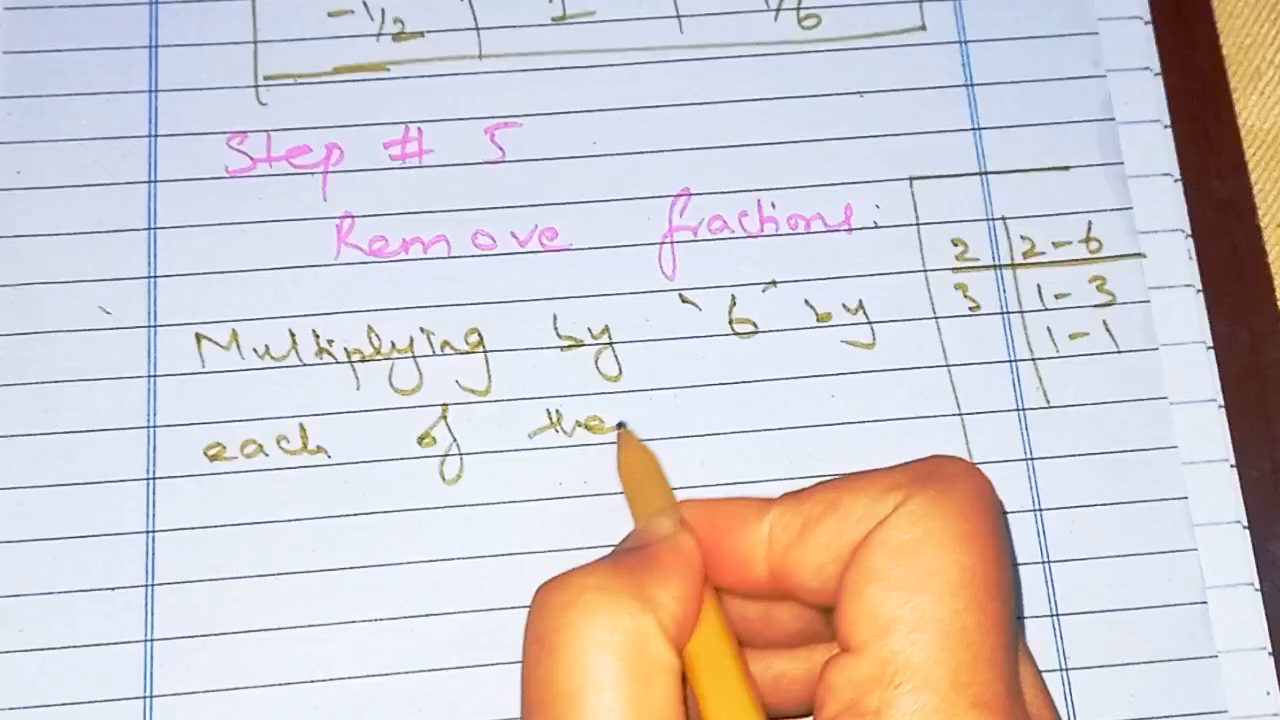 -1/2 1 1/6
Step # 5
Remove fractions:
2 2-6
3 1-3
1-1
Multiplying by "6" by
each of the